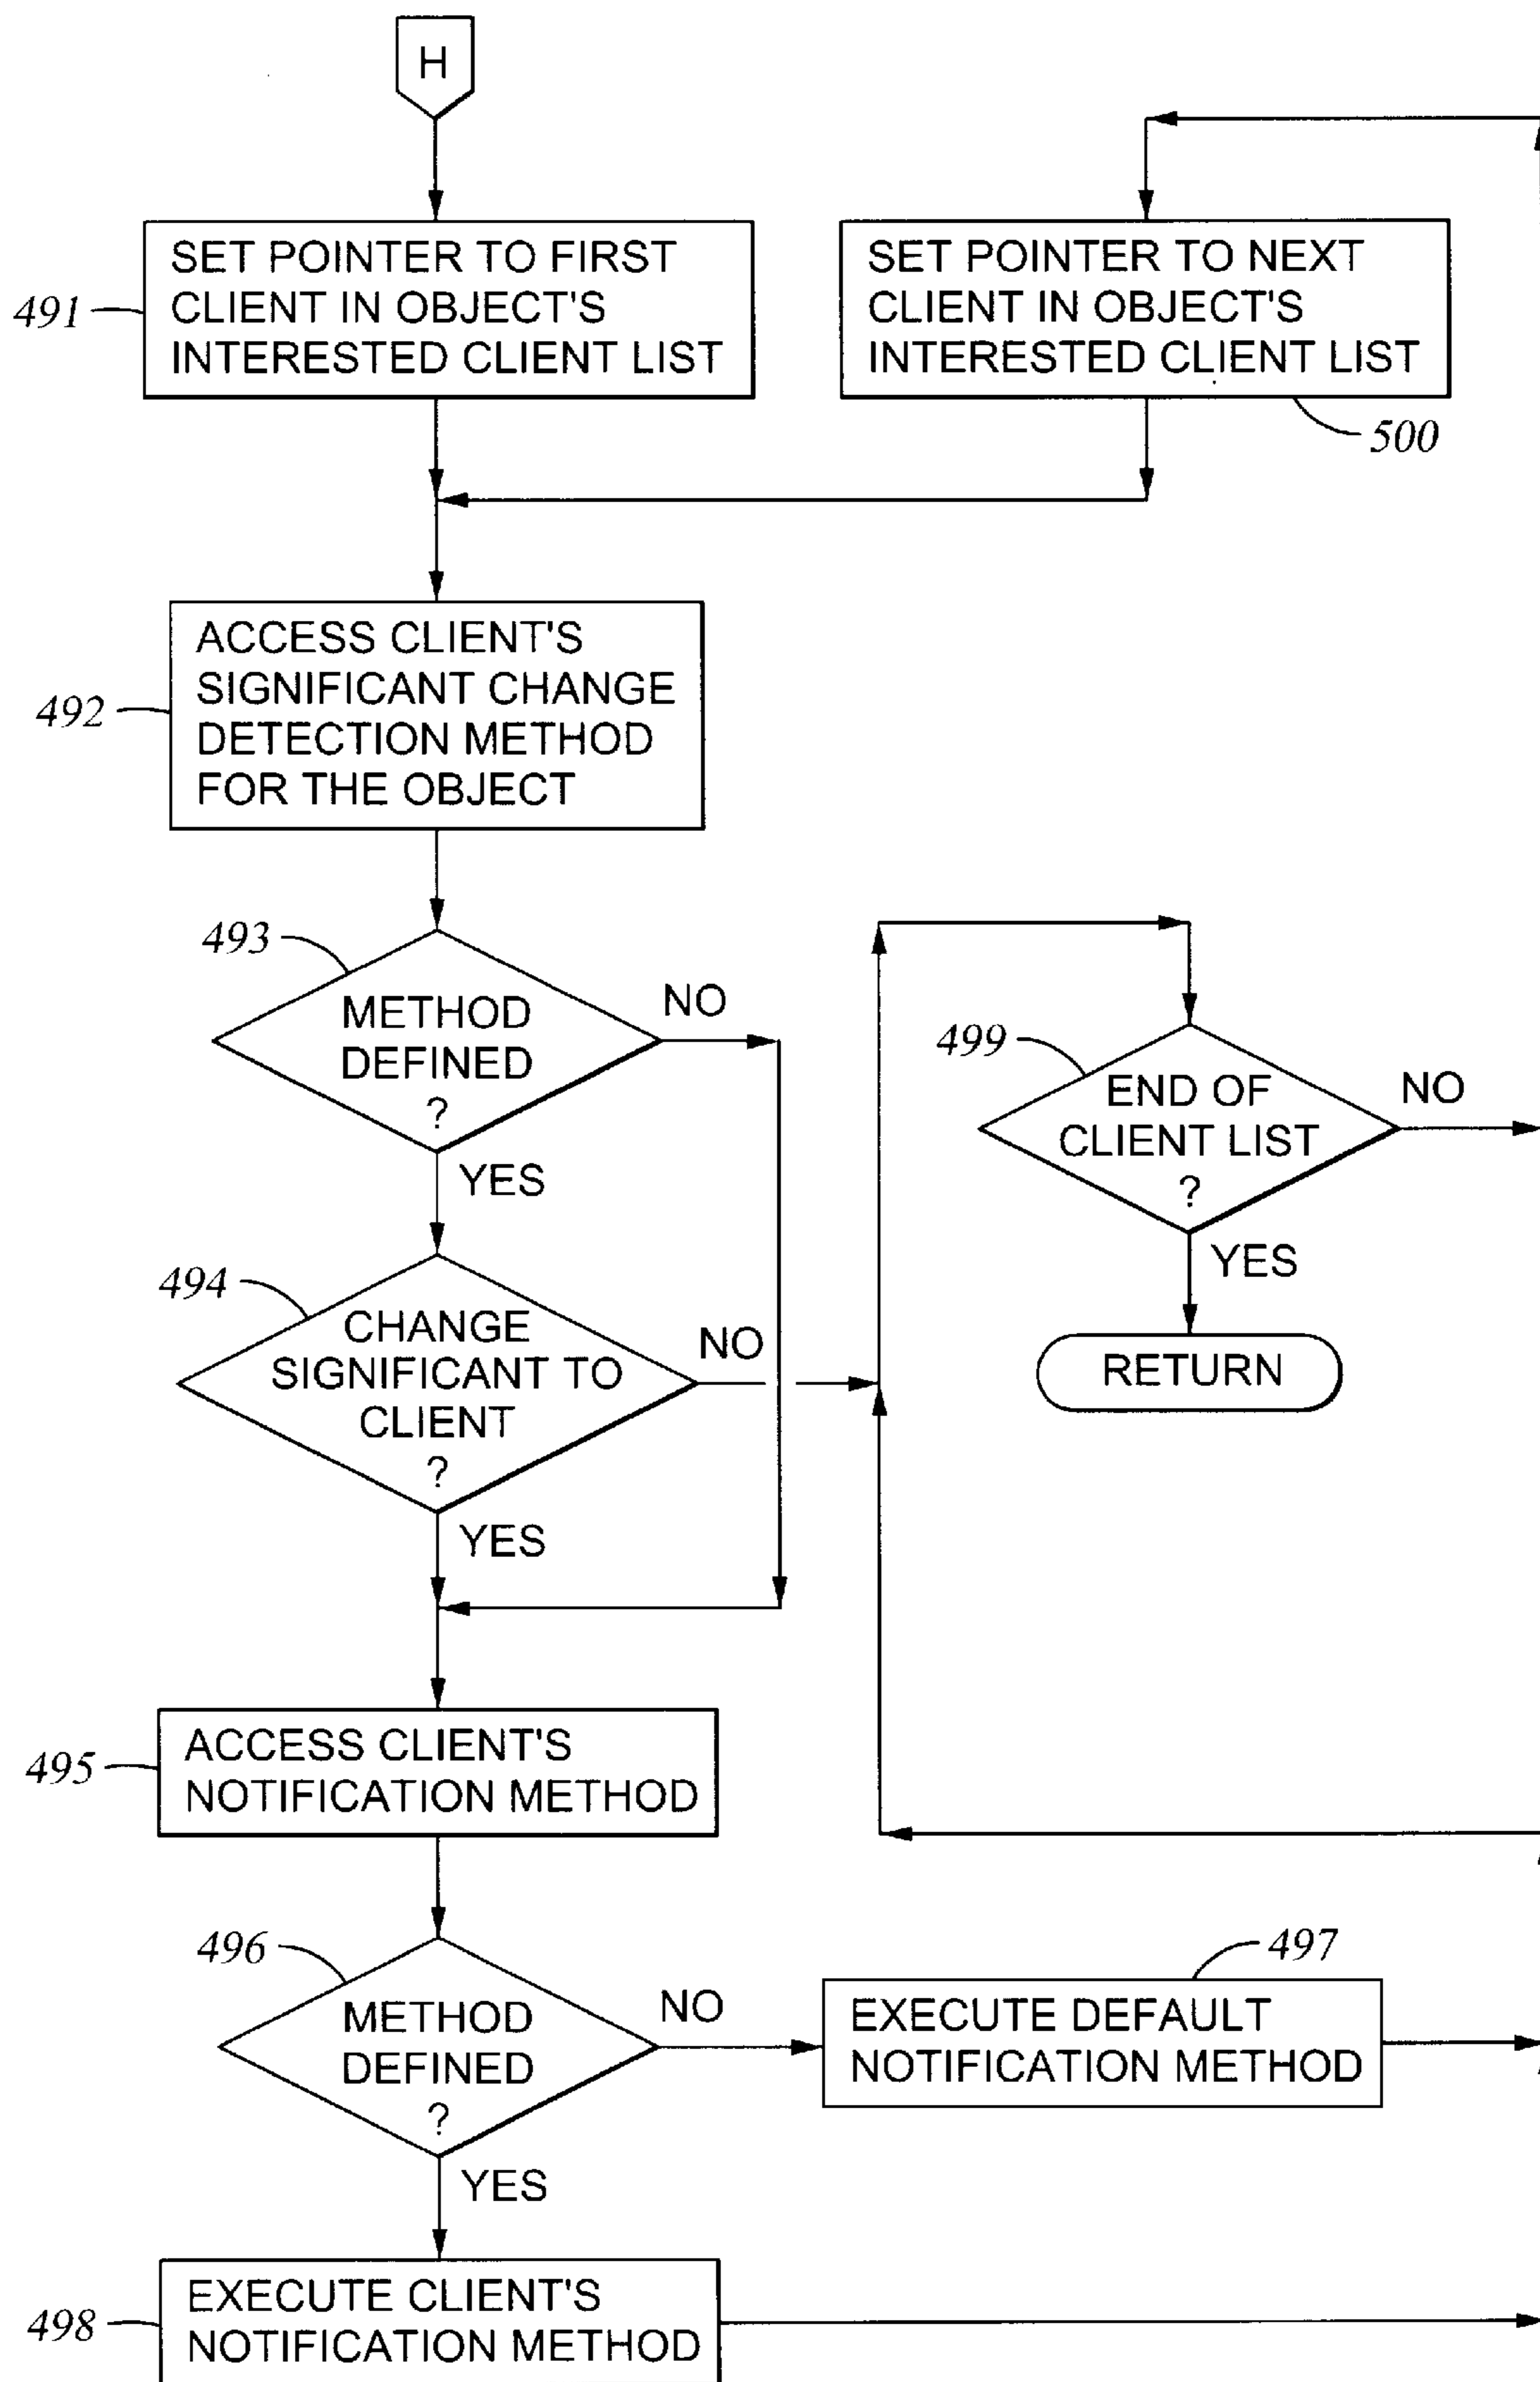 H
SET POINTER TO FIRST
CLIENT IN OBJECT'S
INTERESTED CLIENT LIST
491
SET POINTER TO NEXT
CLIENT IN OBJECT'S
INTERESTED CLIENT LIST
500
ACCESS CLIENT'S
SIGNIFICANT CHANGE
DETECTION METHOD
FOR THE OBJECT
492
493
METHOD
DEFINED
?
NO
YES
494
CHANGE
SIGNIFICANT TO
CLIENT
?
NO
YES
499
END OF
CLIENT LIST
?
NO
YES
RETURN
495
ACCESS CLIENT'S
NOTIFICATION METHOD
496
METHOD
DEFINED
?
NO
YES
497
EXECUTE DEFAULT
NOTIFICATION METHOD
498
EXECUTE CLIENT'S
NOTIFICATION METHOD